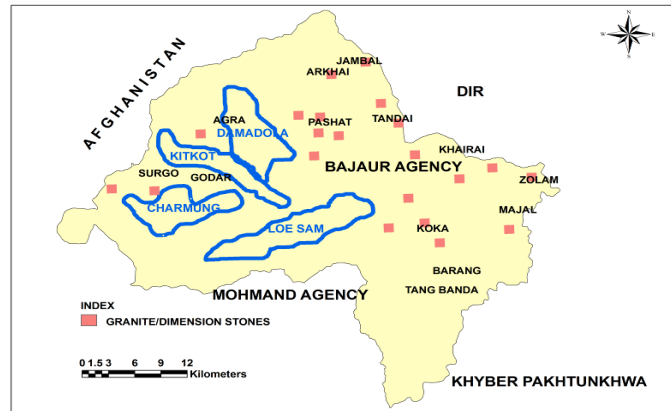 N
W E
S
JAMBAL
ARKHAI
DIR
AFGHANISTAN
AGRA
PASHAT
TANDAI
DAMADOLA
KHAIRAI
KITKOT
BAJAUR AGENCY
SURGO
GODAR
ZOLAM
CHARMUNG
MAJAL
LOE SAM
KOKA
BARANG
MOHMAND AGENCY
TANG BANDA
INDEX
GRANITE/DIMENSION STONES
0 1.5 3 6 9 12
Kilometers
KHYBER PAKHTUNKHWA